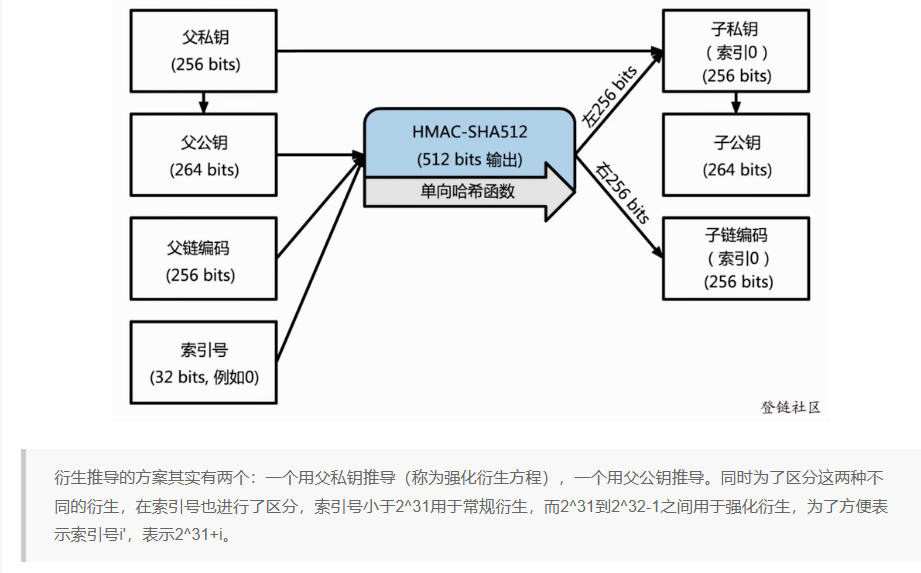 父私钥
(256 bits)
父公钥
(264 bits)
父链编码
(256 bits)
索引号
(32 bits, 例如0)
HMAC-SHA512
(512 bits 输出)
单向哈希函数
左256 bits
右256 bits
子私钥
( 索引0 )
(256 bits)
子公钥
(264 bits)
子链编码
( 索引0 )
(256 bits)
登链社区
衍生推导的方案其实有两个：一个用父私钥推导（称为强化衍生方程），一个用父公钥推导。同时为了区分这两种不
同的衍生，在索引号也进行了区分，索引号小于2^31用于常规衍生，而2^31到2^32-1之间用于强化衍生，为了方便表
示索引号i'，表示2^31+i。